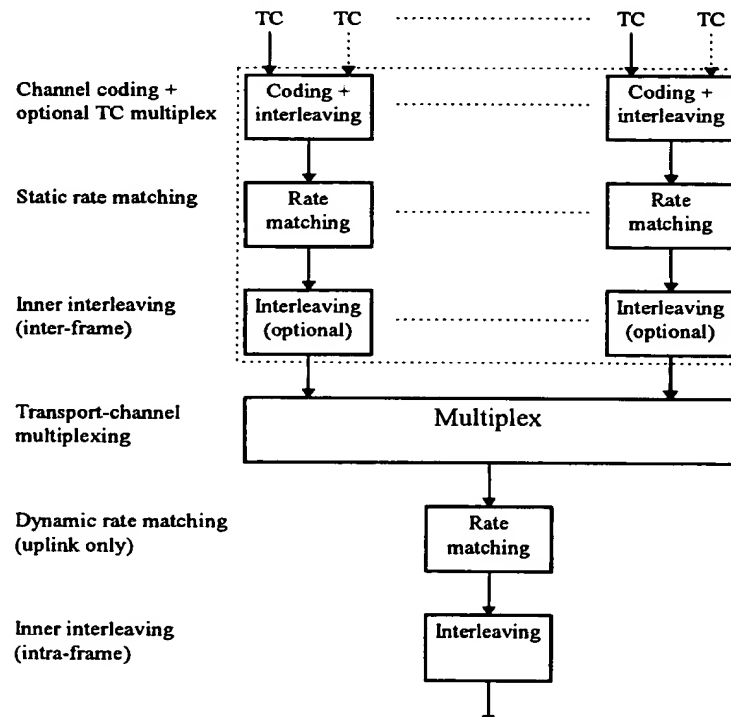 TC TC TC TC
Channel coding +
optional TC multiplex
Coding +
interleaving
Coding +
interleaving
Static rate matching
Rate
matching
Rate
matching
Inner interleaving
(inter-frame)
Interleaving
(optional)
Interleaving
(optional)
Transport-channel
multiplexing
Multiplex
Dynamic rate matching
(uplink only)
Rate
matching
Inner interleaving
(intra-frame)
Interleaving